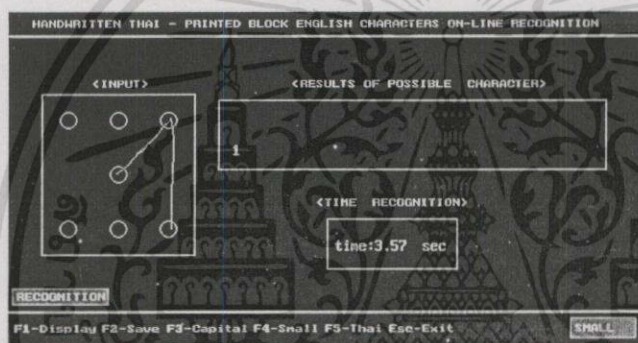 HANDWRITTEN THAI - PRINTED BLOCK ENGLISH CHARACTERS ON-LINE RECOGNITION
<INPUT>
<RESULTS OF POSSIBLE CHARACTER>
1
<TIME RECOGNITION>
time:3.57 sec
RECOGNITION
F1-Display F2-Save F3-Capital F4-Small F5-Thai Esc-Exit
SMALL